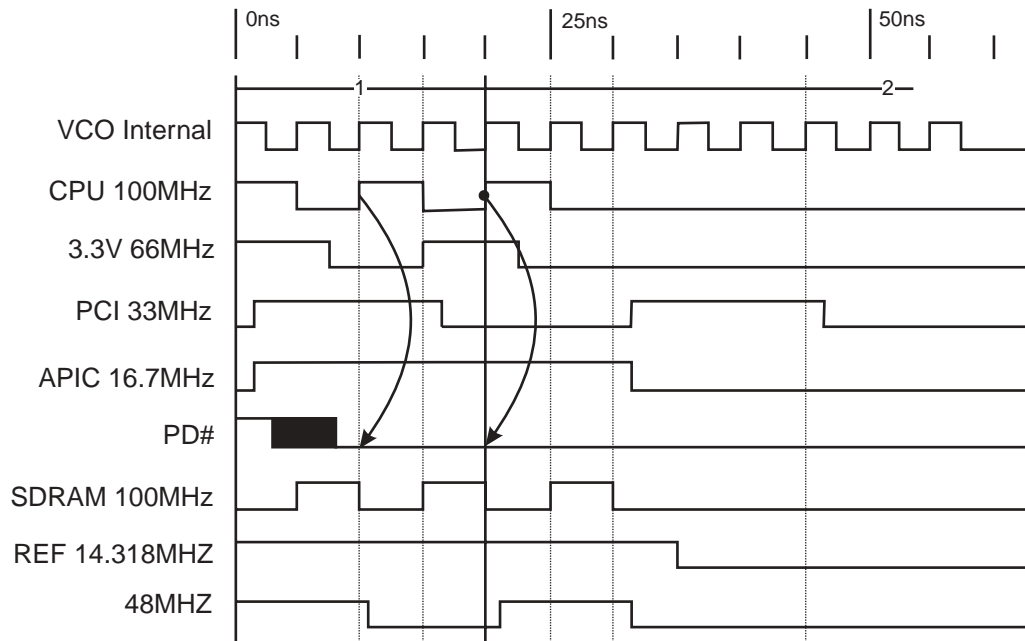 0ns 25ns 50ns
1 2
VCO Internal
CPU 100MHz
3.3V 66MHz
PCI 33MHz
APIC 16.7MHz
PD#
SDRAM 100MHz
REF 14.318MHZ
48MHZ